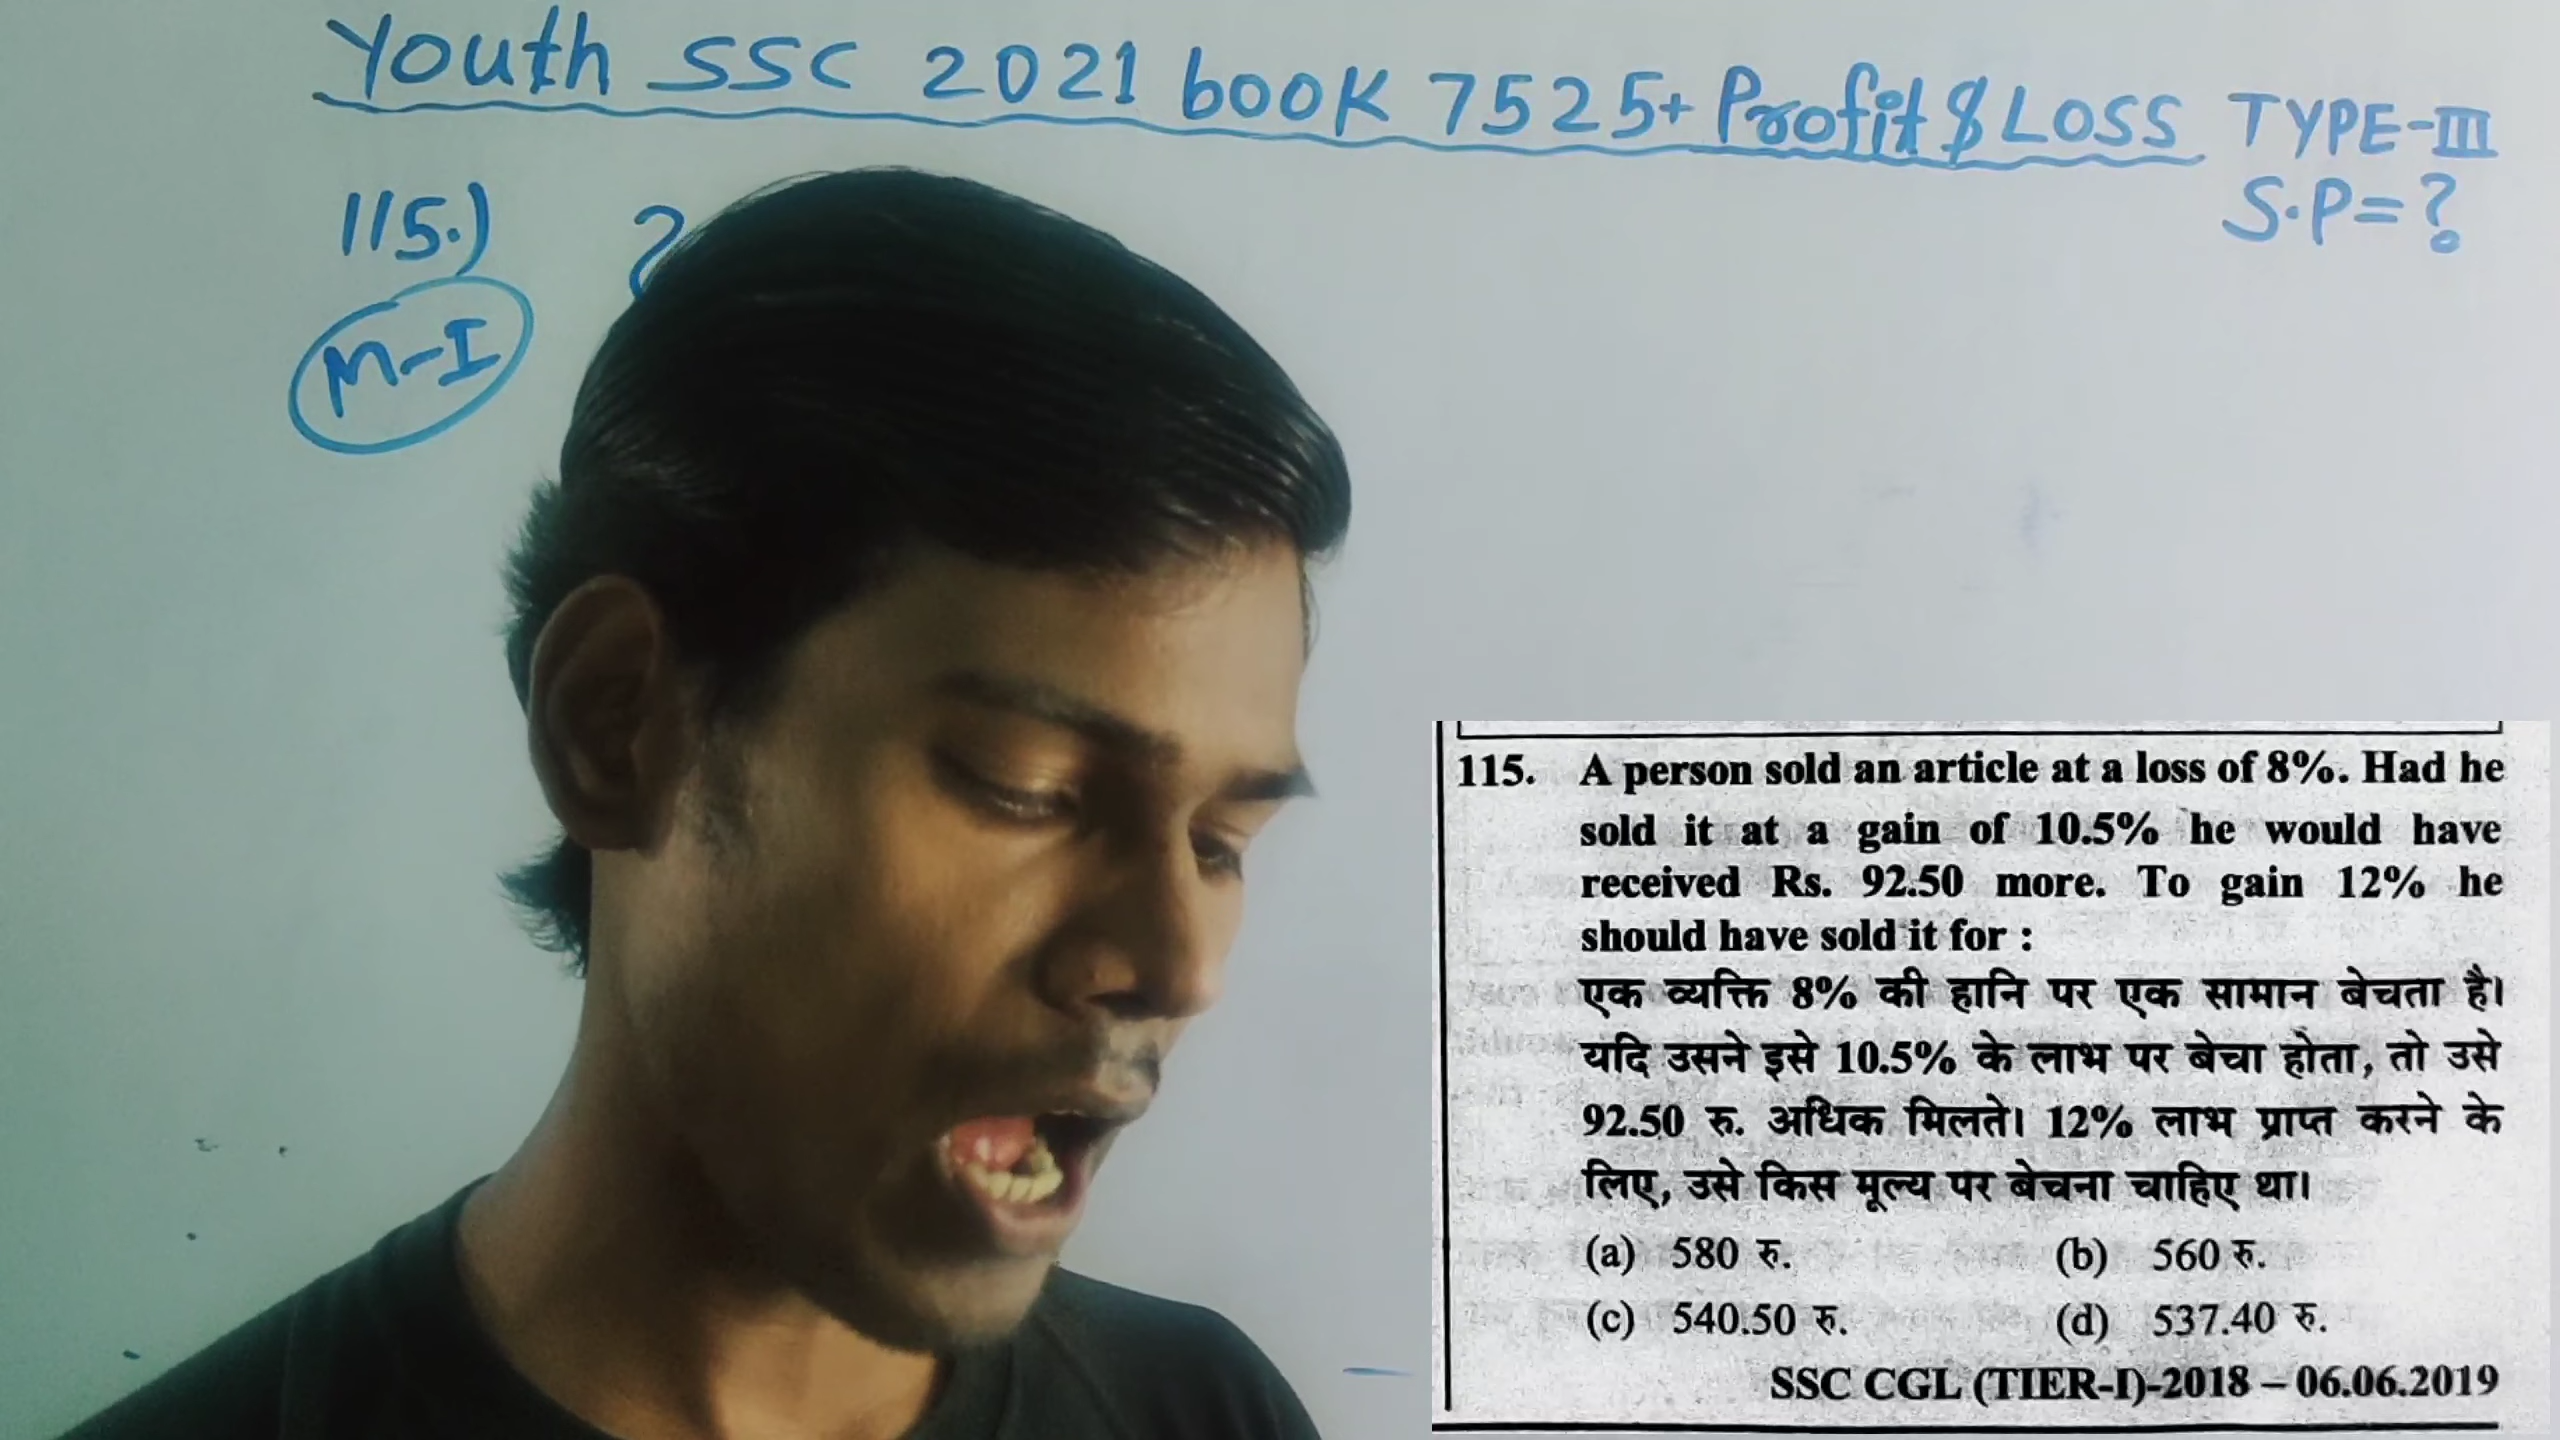 Youth SSC 2021 book 7525+ Profit & LOSS TYPE-III
S.P=?
115.)
M-I
115. A person sold an article at a loss of 8%. Had he
sold it at a gain of 10.5% he would have
received Rs. 92.50 more. To gain 12% he
should have sold it for :
एक व्यक्ति 8% की हानि पर एक सामान बेचता है।
यदि उसने इसे 10.5% के लाभ पर बेचा होता, तो उसे
92.50 रु. अधिक मिलते। 12% लाभ प्राप्त करने के
लिए, उसे किस मूल्य पर बेचना चाहिए था।
(a) 580 रु. (b) 560 रु.
(c) 540.50 रु. (d) 537.40 रु.
SSC CGL (TIER-I)-2018 – 06.06.2019